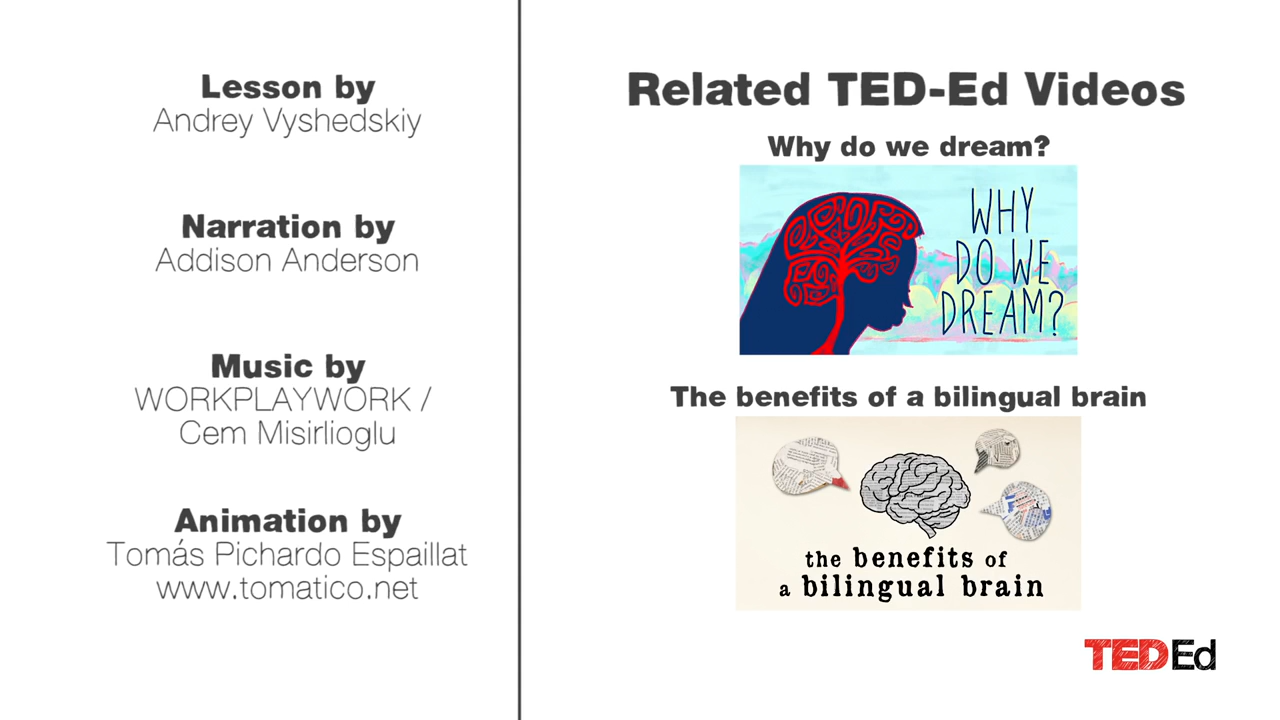 Lesson by
Andrey Vyshedskiy
Narration by
Addison Anderson
Music by
WORKPLAYWORK /
Cem Misirlioglu
Animation by
Tomás Pichardo Espaillat
www.tomatico.net
Related TED-Ed Videos
Why do we dream?
WHY
DO WE
DREAM?
The benefits of a bilingual brain
the benefits of
a bilingual brain
TEDEd